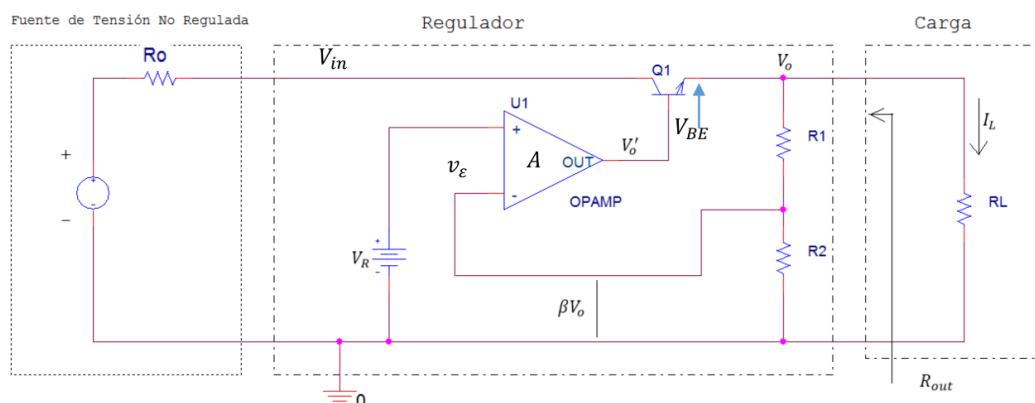 Fuente de Tensión No Regulada
Regulador
Carga
Ro
V_in
Q1
V_o
U1
V_BE
I_L
+
+
R1
v_ε
A
OUT
V_o'
+
-
−
-
OPAMP
RL
+
V_R
-
R2
βV_o
R_out
0